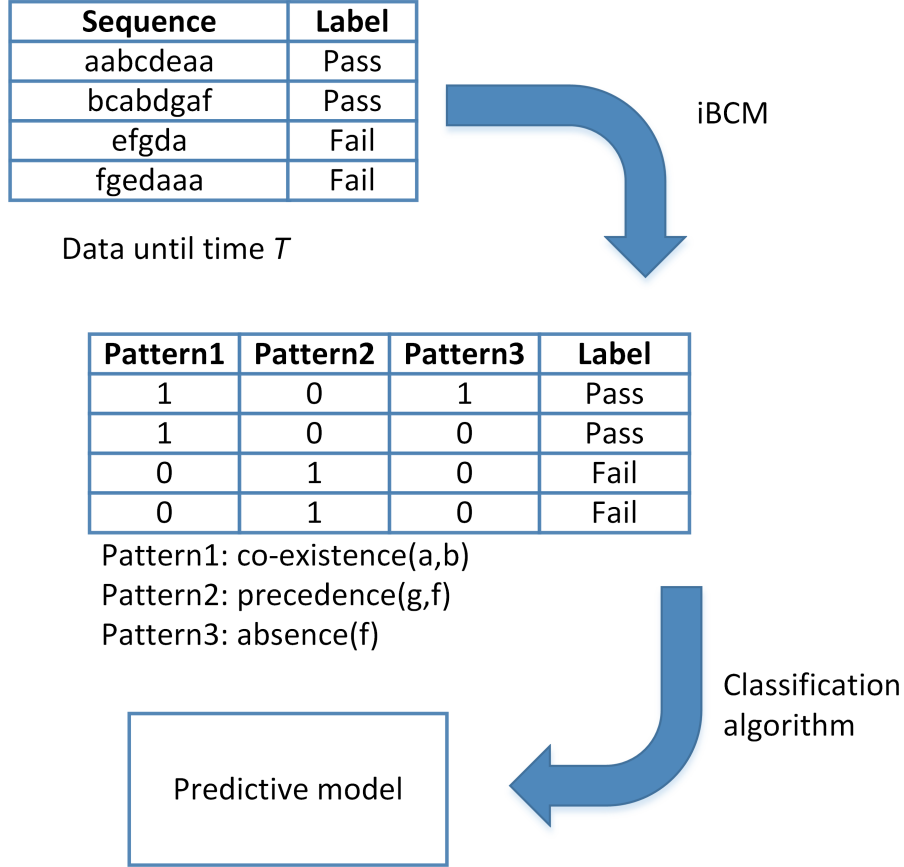 Sequence Label
aabcdeaa Pass
bcabdgaf Pass
efgda Fail
fgedaaa Fail
iBCM
Data until time T
Pattern1 Pattern2 Pattern3 Label
1 0 1 Pass
1 0 0 Pass
0 1 0 Fail
0 1 0 Fail
Pattern1: co-existence(a,b)
Pattern2: precedence(g,f)
Pattern3: absence(f)
Classification
algorithm
Predictive model